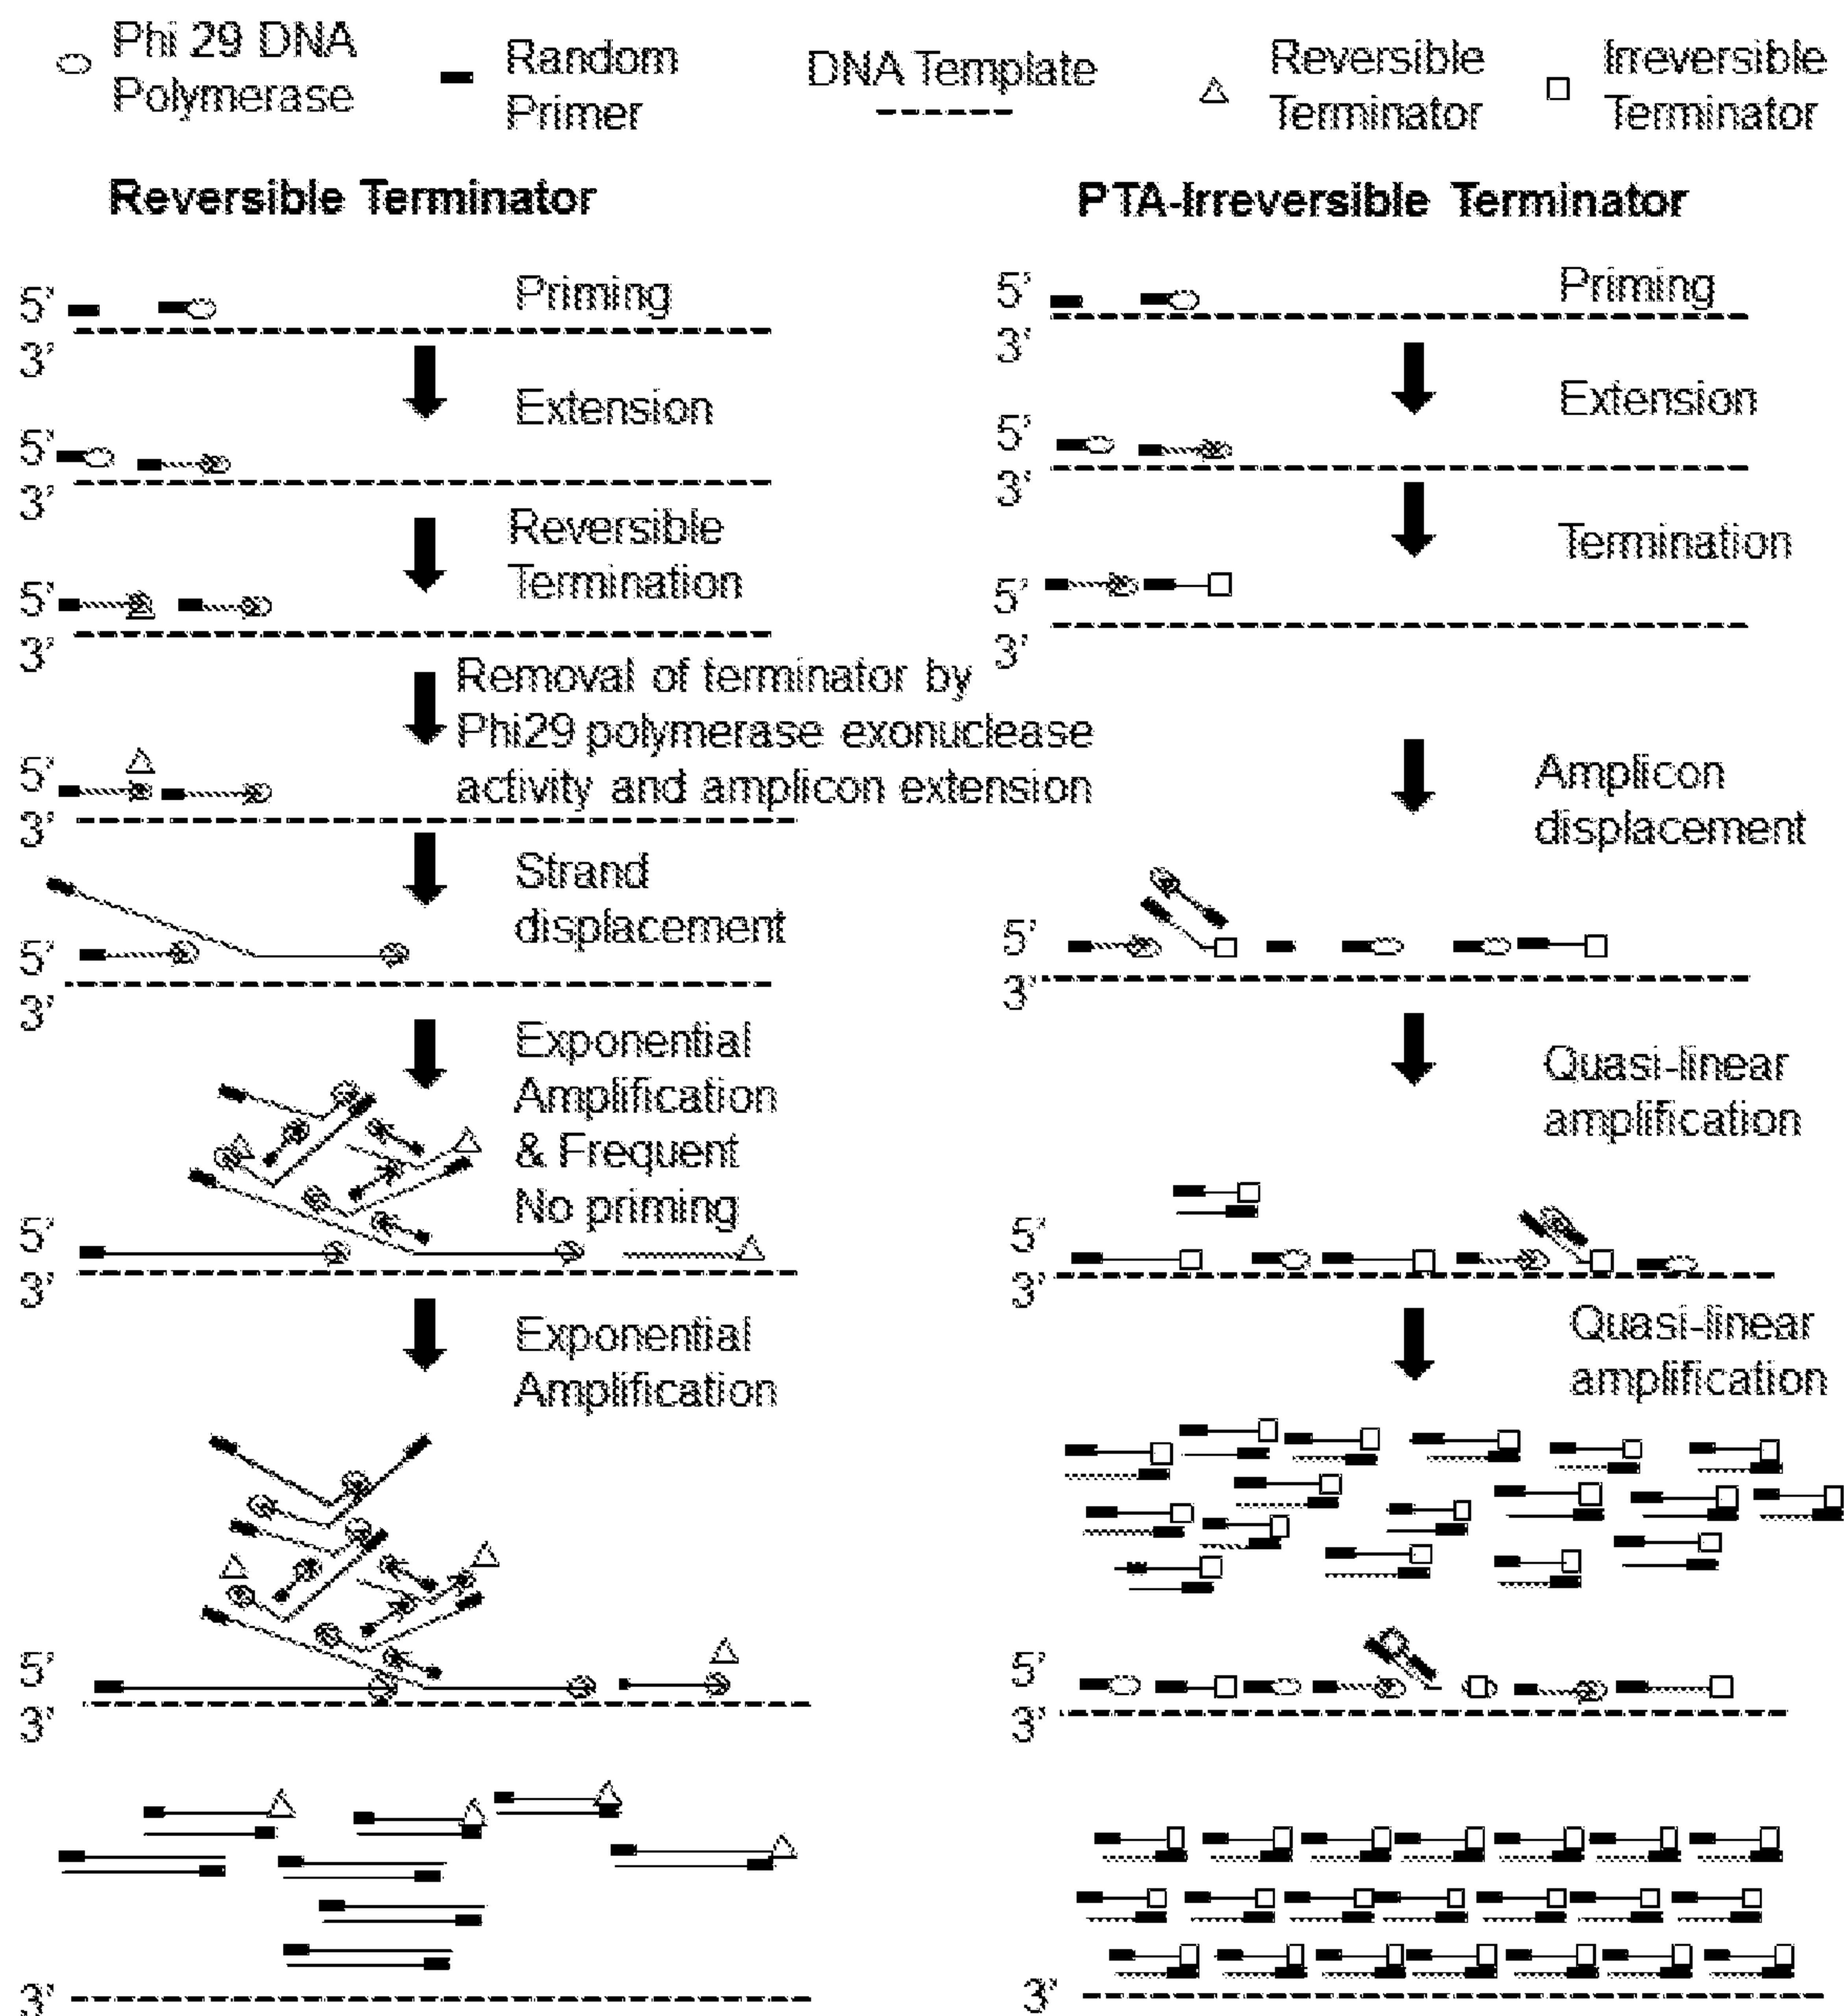 Phi 29 DNA
Polymerase
Random
Primer
DNA Template
Reversible
Terminator
Irreversible
Terminator
Reversible Terminator
5'
3'
Priming
Extension
5'
3'
Reversible
Termination
5'
3'
Removal of terminator by
Phi29 polymerase exonuclease
activity and amplicon extension
5'
3'
Strand
displacement
5'
3'
Exponential
Amplification
& Frequent
No priming
5'
3'
Exponential
Amplification
5'
3'
3'
PTA-Irreversible Terminator
5'
3'
Priming
Extension
5'
3'
Termination
5'
3'
Amplicon
displacement
5'
3'
Quasi-linear
amplification
5'
3'
Quasi-linear
amplification
5'
3'
3'